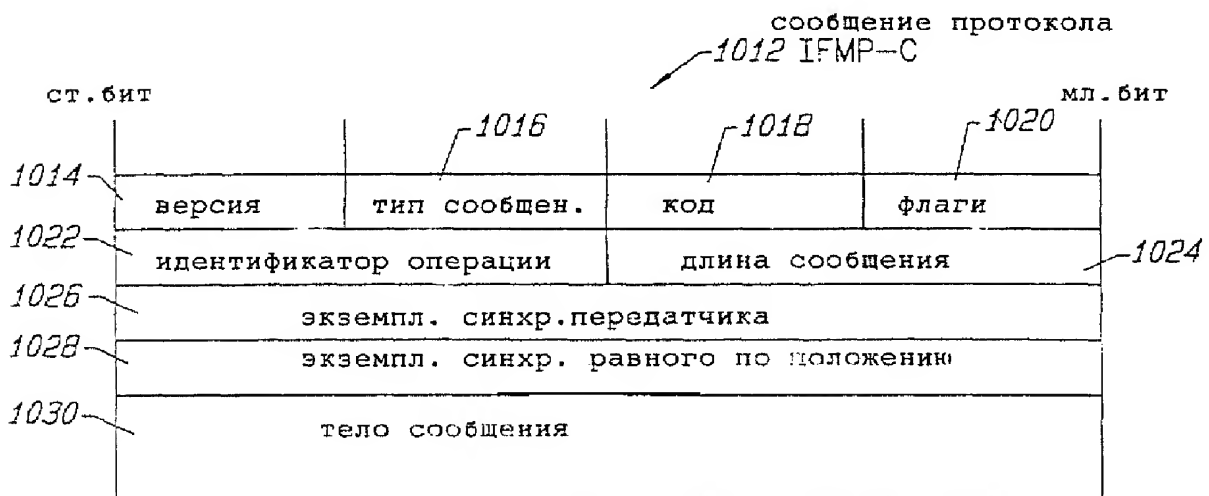 сообщение протокола
1012 IFMP-C
ст.бит
мл.бит
1016
1018
1020
1014
версия
тип сообщен.
код
флаги
1022
идентификатор операции
длина сообщения
1024
1026
экземпл. синхр.передатчика
1028
экземпл. синхр. равного по положению
1030
тело сообщения